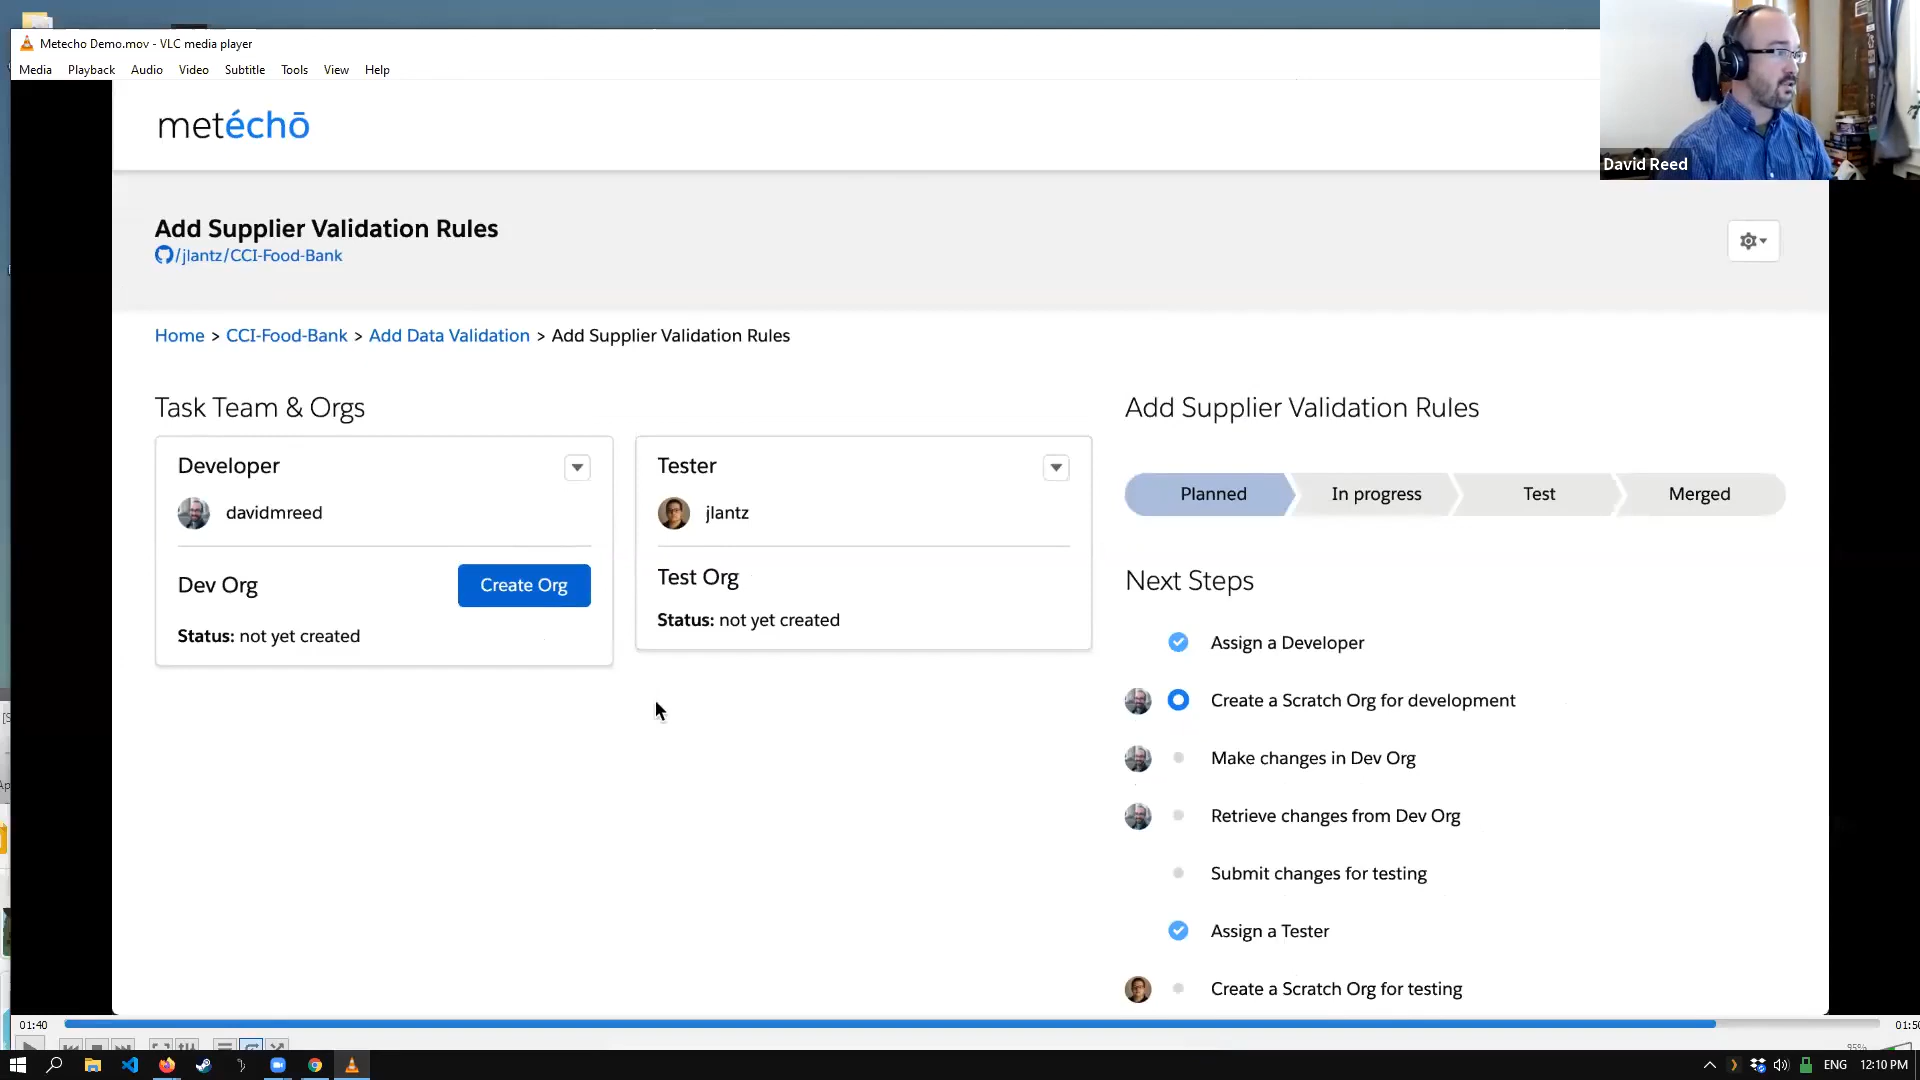 Metecho Demo.mov - VLC media player
Media Playback Audio Video Subtitle Tools View Help
metéchō
David Reed
Add Supplier Validation Rules
/jlantz/CCI-Food-Bank
Home > CCI-Food-Bank > Add Data Validation > Add Supplier Validation Rules
Task Team & Orgs
Developer
davidmreed
Dev Org
Create Org
Status: not yet created
Tester
jlantz
Test Org
Status: not yet created
Add Supplier Validation Rules
Planned
In progress
Test
Merged
Next Steps
Assign a Developer
Create a Scratch Org for development
Make changes in Dev Org
Retrieve changes from Dev Org
Submit changes for testing
Assign a Tester
Create a Scratch Org for testing
01:40
95%
ENG
12:10 PM